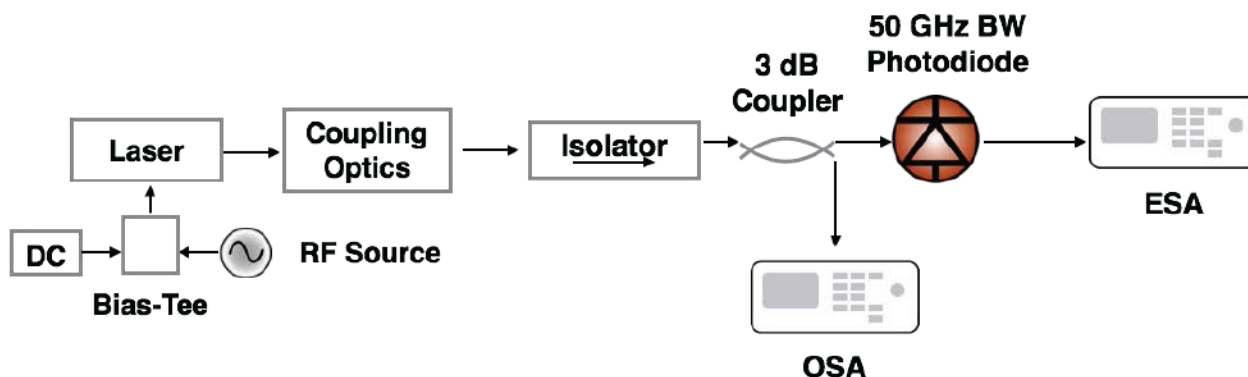 50 GHz BW
Photodiode
3 dB
Coupler
Laser
Coupling
Optics
Isolator
ESA
DC
RF Source
Bias-Tee
OSA